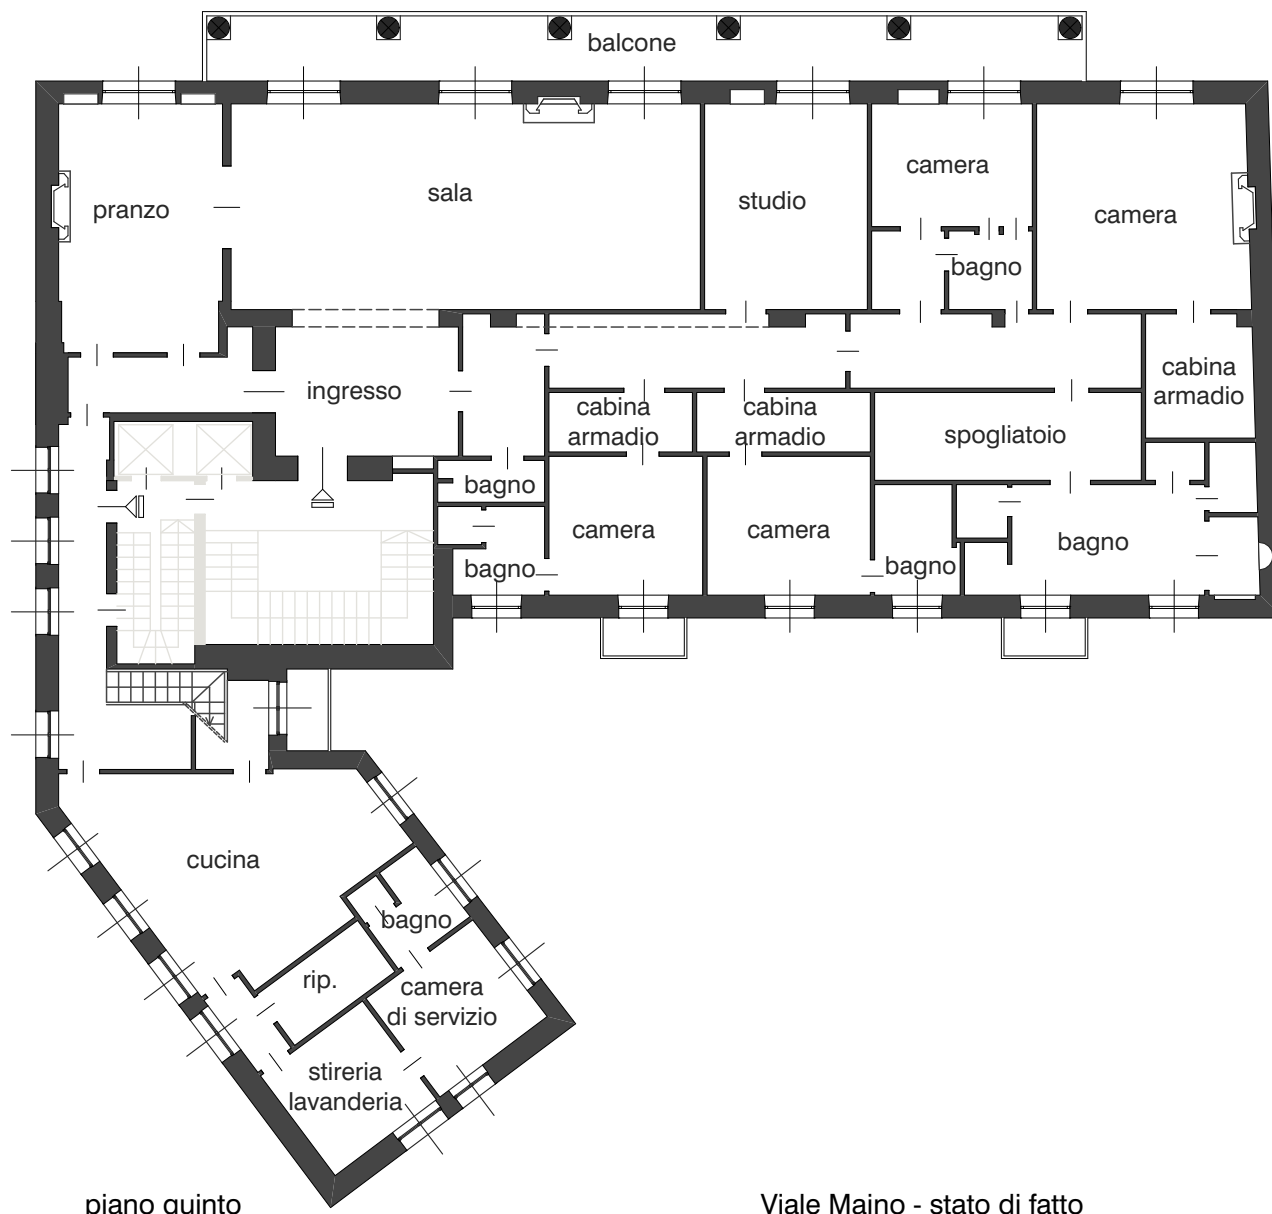 balcone
camera
sala
studio
pranzo
camera
bagno
ingresso
cabina
armadio
cabina
armadio
cabina
armadio
spogliatoio
bagno
camera
camera
bagno
bagno
bagno
cucina
bagno
rip.
camera
di servizio
stireria
lavanderia
piano quinto
Viale Maino - stato di fatto